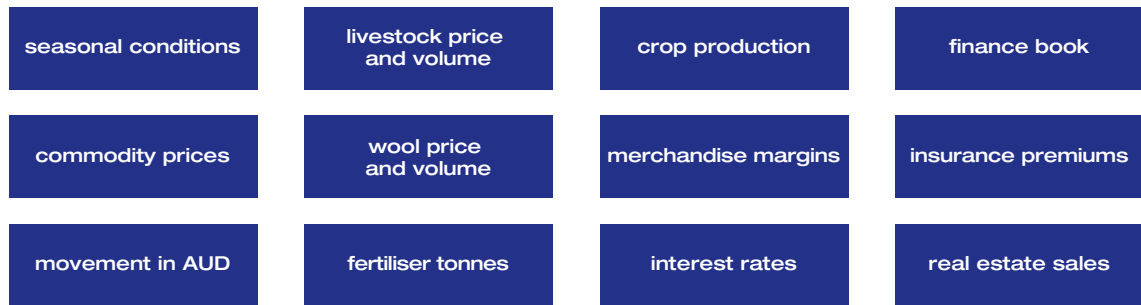 seasonal conditions
livestock price
and volume
crop production
finance book
commodity prices
wool price
and volume
merchandise margins
insurance premiums
movement in AUD
fertiliser tonnes
interest rates
real estate sales